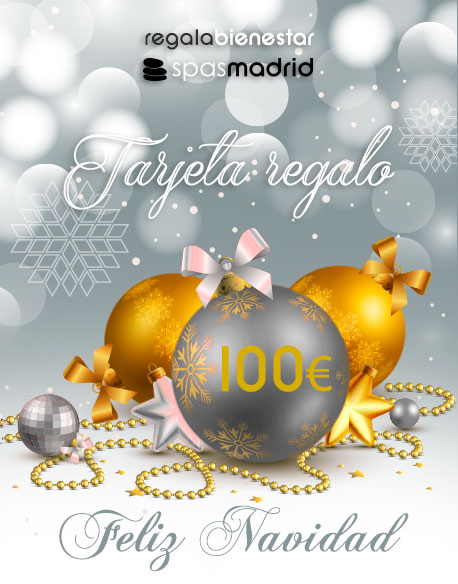 regalabienestar
spasmadrid
Tarjeta regalo
100€
Feliz Navidad